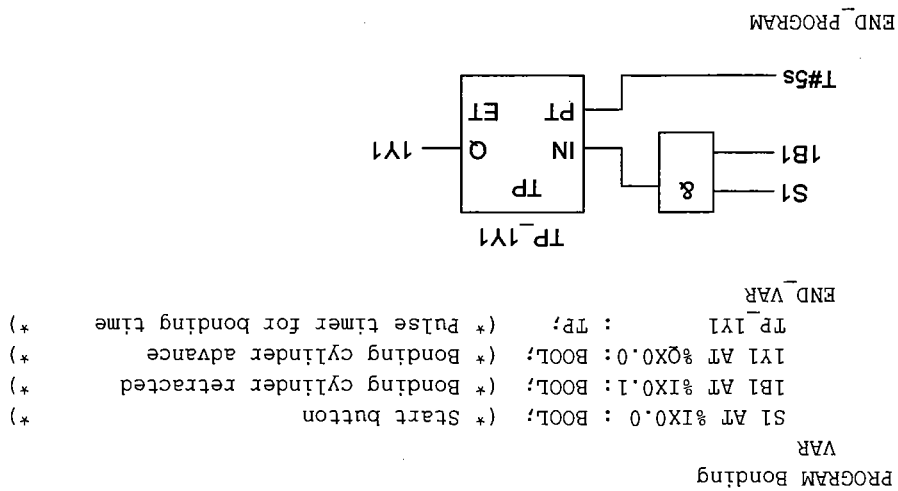 PROGRAM Bonding
VAR
S1 AT %IX0.0 : BOOL; (* Start button *)
1B1 AT %IX0.1: BOOL; (* Bonding cylinder retracted *)
1Y1 AT %QX0.0: BOOL; (* Bonding cylinder advance *)
TP_1Y1 : TP; (* Pulse timer for bonding time *)
END_VAR
TP_1Y1
TP
S1 &
1B1 IN Q 1Y1
PT ET
T#5s
END_PROGRAM